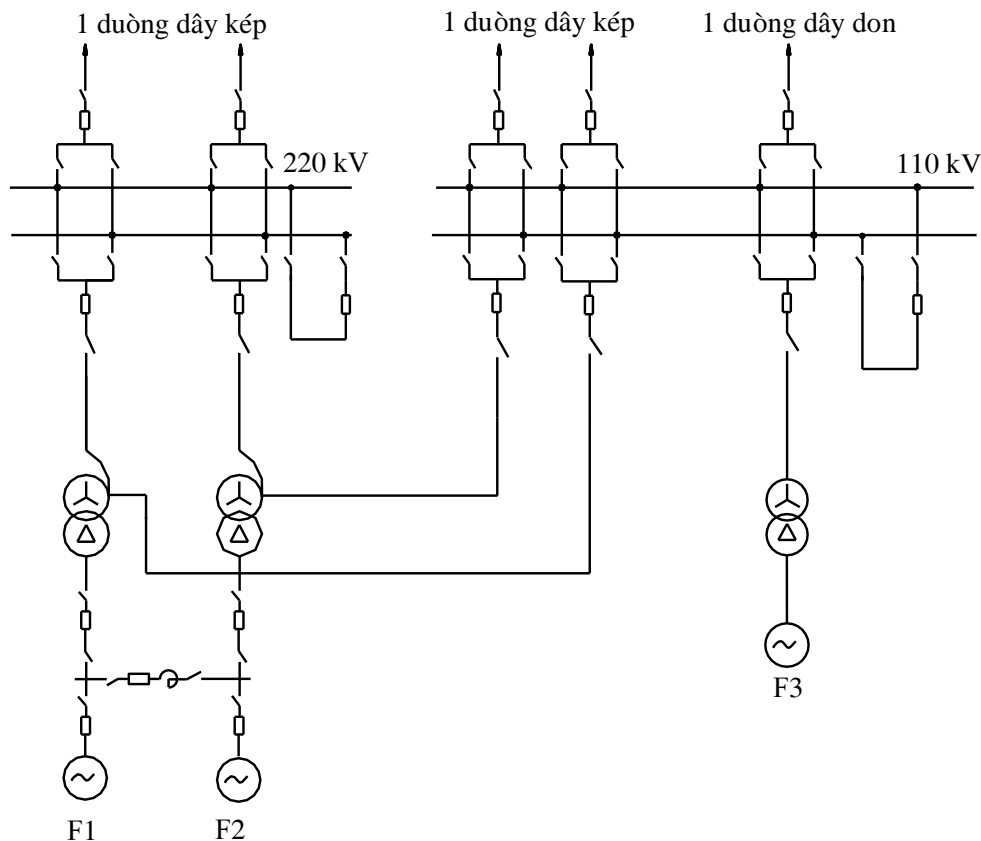 1 duòng dây kép
1 duòng dây kép
1 duòng dây don
220 kV
110 kV
F3
F1
F2